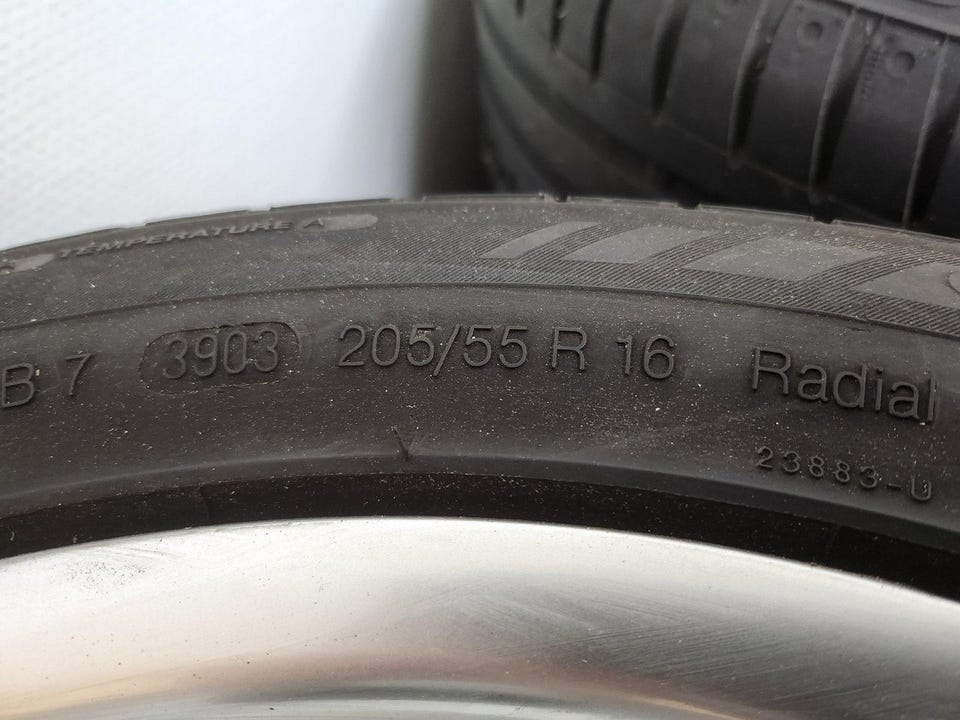 TEMPERATURE A
B 7 3903 205/55 R 16 Radial
23883-U